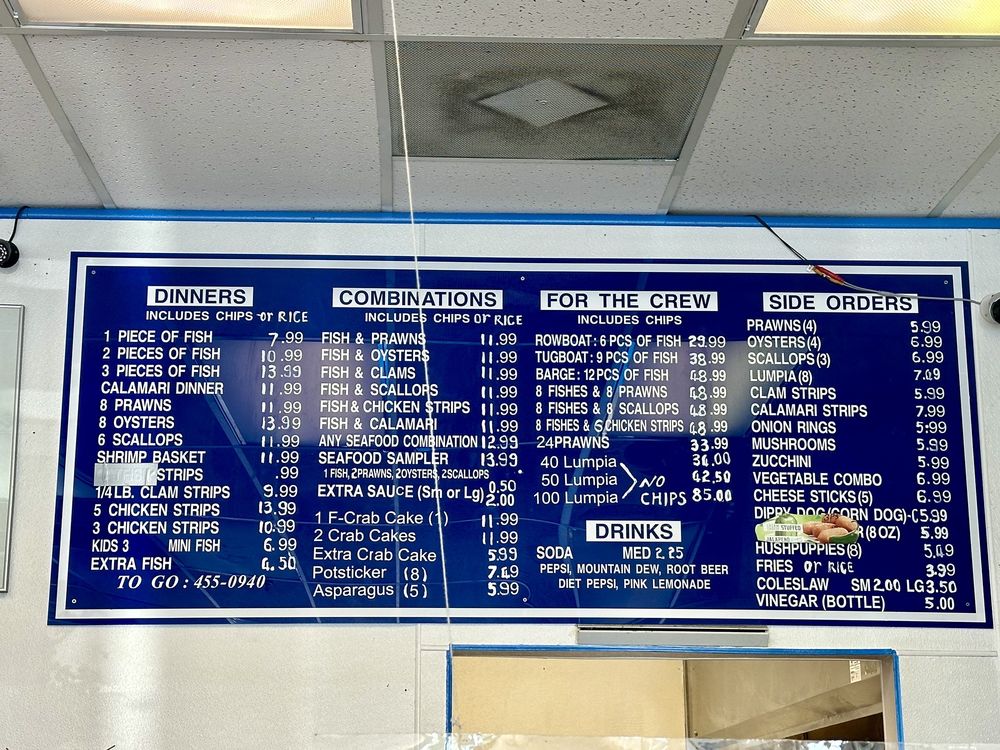 DINNERS
INCLUDES CHIPS or RICE
1 PIECE OF FISH 7.99
2 PIECES OF FISH 10.99
3 PIECES OF FISH 13.99
CALAMARI DINNER 11.99
8 PRAWNS 11.99
8 OYSTERS 13.99
6 SCALLOPS 11.99
SHRIMP BASKET 11.99
STRIPS .99
1/4 LB. CLAM STRIPS 9.99
5 CHICKEN STRIPS 13.99
3 CHICKEN STRIPS 10.99
KIDS 3 MINI FISH 6.99
EXTRA FISH .50
TO GO : 455-0940
COMBINATIONS
INCLUDES CHIPS or RICE
FISH & PRAWNS 11.99
FISH & OYSTERS 11.99
FISH & CLAMS 11.99
FISH & SCALLOPS 11.99
FISH & CHICKEN STRIPS 11.99
FISH & CALAMARI 11.99
ANY SEAFOOD COMBINATION 12.99
SEAFOOD SAMPLER 13.99
1 FISH, 2PRAWNS, 2OYSTERS, 2SCALLOPS
EXTRA SAUCE (Sm or Lg) 0.50
2.00
1 F-Crab Cake (1) 11.99
2 Crab Cakes 11.99
Extra Crab Cake 5.99
Potsticker (8)
Asparagus (5) 5.99
FOR THE CREW
INCLUDES CHIPS
ROWBOAT: 6 PCS OF FISH 29.99
TUGBOAT: 9 PCS OF FISH 38.99
BARGE: 12PCS OF FISH 48.99
8 FISHES & 8 PRAWNS 48.99
8 FISHES & 8 SCALLOPS 48.99
8 FISHES & 5 CHICKEN STRIPS 48.99
24PRAWNS 33.99
40 Lumpia
50 Lumpia NO 42.50
100 Lumpia CHIPS 85.00
DRINKS
SODA MED 2.25
PEPSI, MOUNTAIN DEW, ROOT BEER
DIET PEPSI, PINK LEMONADE
SIDE ORDERS
PRAWNS (4) 5.99
OYSTERS (4) 6.99
SCALLOPS (3) 6.99
LUMPIA (8)
CLAM STRIPS 5.99
CALAMARI STRIPS 7.99
ONION RINGS 5.99
MUSHROOMS 5.99
ZUCCHINI 5.99
VEGETABLE COMBO 6.99
CHEESE STICKS (5) 6.99
DIPPY DOG (CORN DOG)- 5.99
STUFFED
JALAPENO
(8 OZ) 5.99
HUSHPUPPIES (8)
FRIES or RICE 3.99
COLESLAW SM 2.00 LG 3.50
VINEGAR (BOTTLE) 5.00